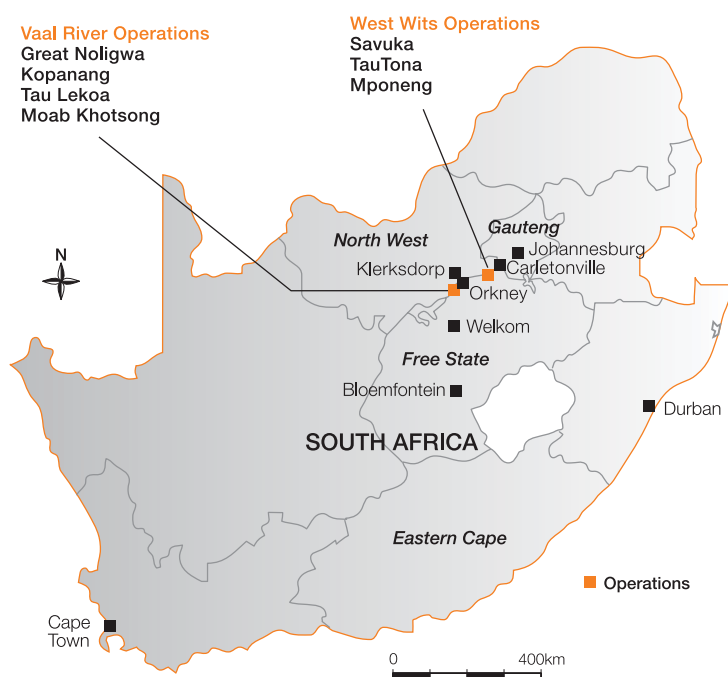 Vaal River Operations
Great Noligwa
Kopanang
Tau Lekoa
Moab Khotsong
West Wits Operations
Savuka
TauTona
Mponeng
N
North West
Gauteng
Johannesburg
Carletonville
Klerksdorp
Orkney
Welkom
Free State
Bloemfontein
Durban
SOUTH AFRICA
Eastern Cape
Operations
Cape
Town
0 400km